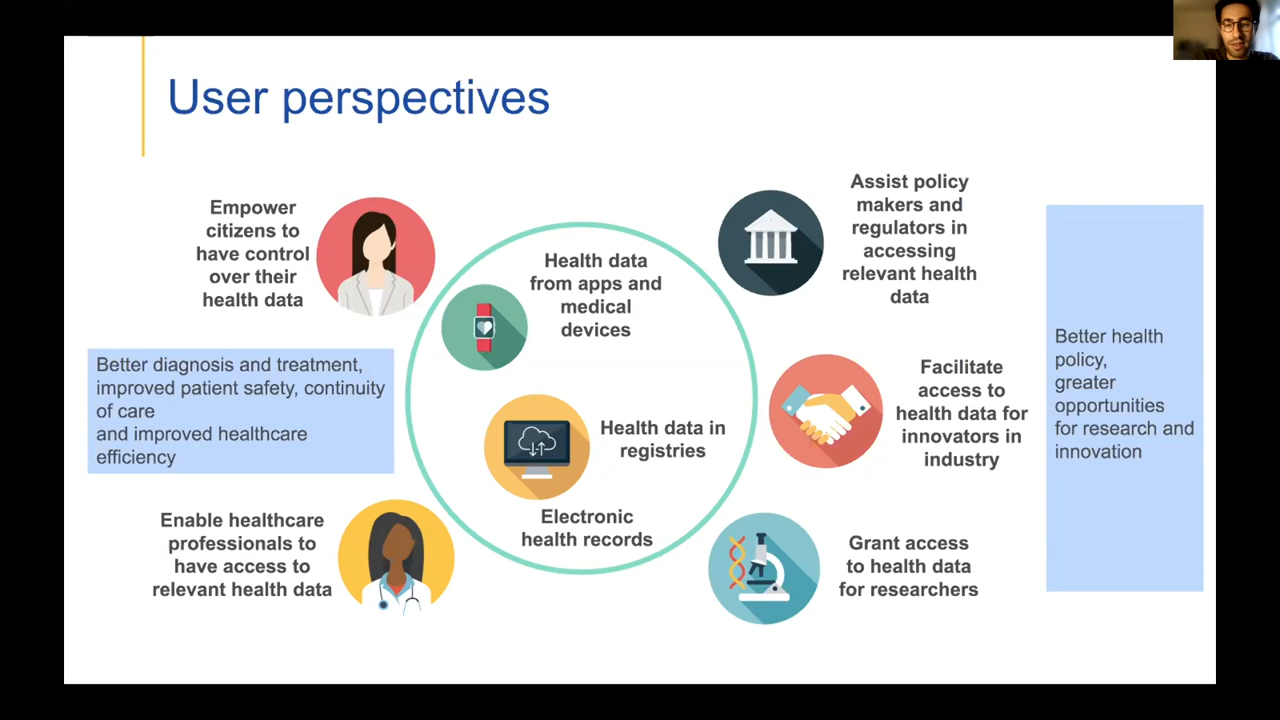 User perspectives
Empower
citizens to
have control
over their
health data
Better diagnosis and treatment,
improved patient safety, continuity
of care
and improved healthcare
efficiency
Enable healthcare
professionals to
have access to
relevant health data
Health data
from apps and
medical
devices
Health data in
registries
Electronic
health records
Assist policy
makers and
regulators in
accessing
relevant health
data
Facilitate
access to
health data for
innovators in
industry
Grant access
to health data
for researchers
Better health
policy,
greater
opportunities
for research and
innovation